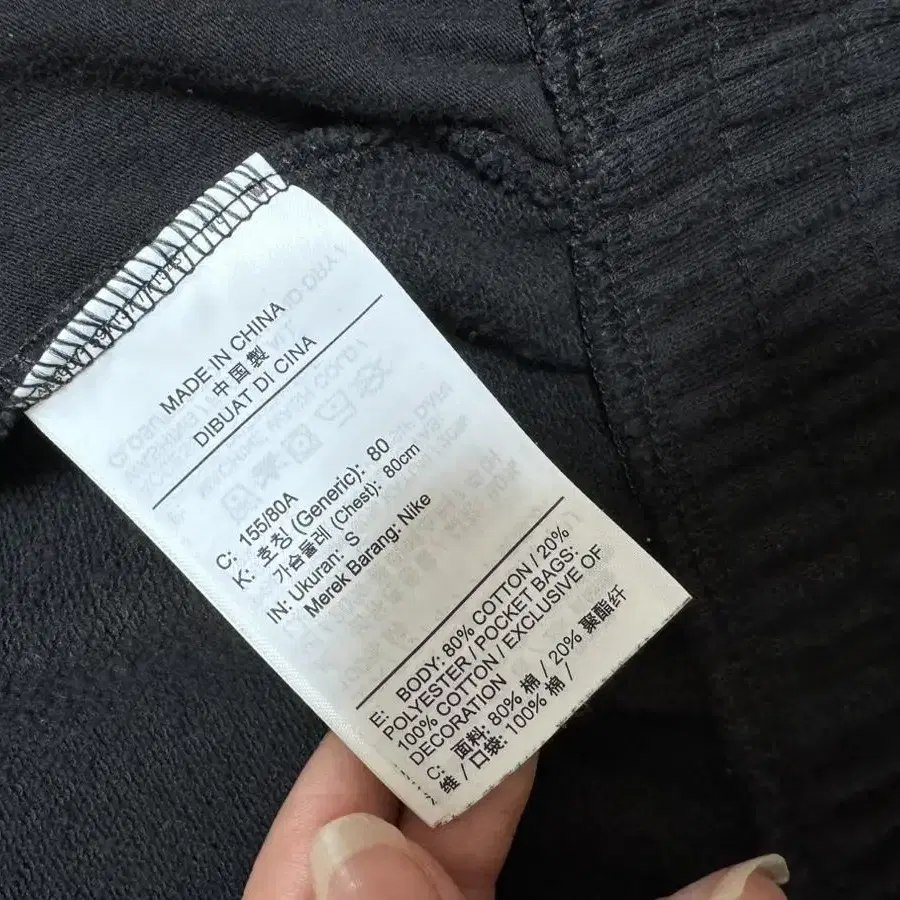 MADE IN CHINA
中国製
DIBUAT DI CINA
C: 155/80A
K: 호칭 (Generic): 80
가슴둘레 (Chest): 80cm
IN: Ukuran: S
Merek Barang: Nike
E: BODY: 80% COTTON / 20%
POLYESTER / POCKET BAGS:
100% COTTON / EXCLUSIVE OF
DECORATION
C: 面料: 80% 棉 / 20% 聚酯纤
维 / 口袋: 100% 棉 /